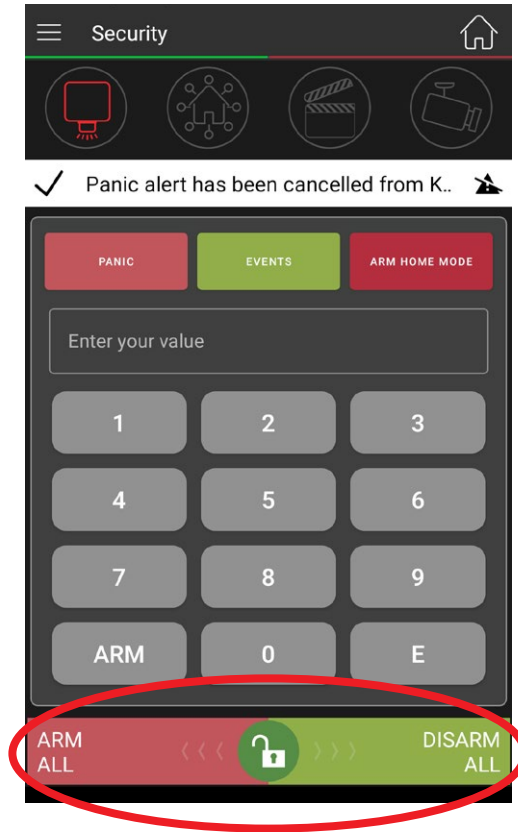 Security
Panic alert has been cancelled from K..
PANIC EVENTS ARM HOME MODE
Enter your value
1 2 3
4 5 6
7 8 9
ARM 0 E
ARM DISARM
ALL ALL